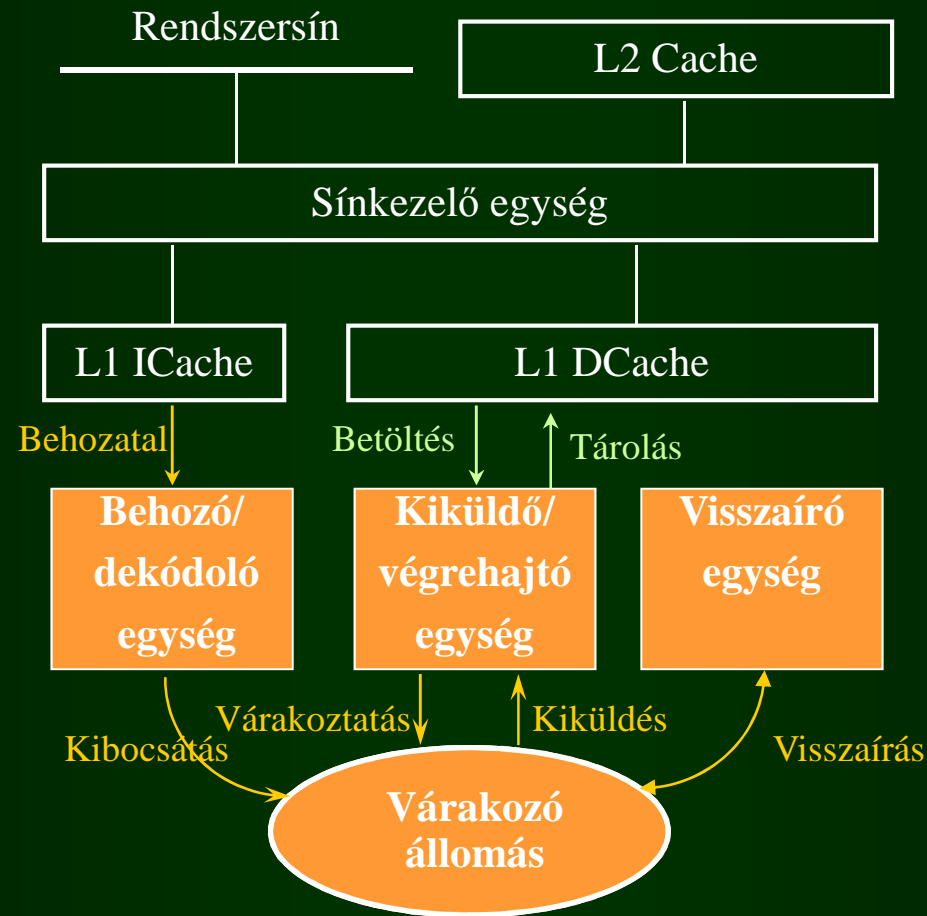 Rendszersín
L2 Cache
Sínkezelő egység
L1 ICache
L1 DCache
Behozatal
Betöltés
Tárolás
Behozó/
dekódoló
egység
Kiküldő/
végrehajtó
egység
Visszaíró
egység
Kibocsátás
Várakoztatás
Kiküldés
Visszaírás
Várakozó
állomás